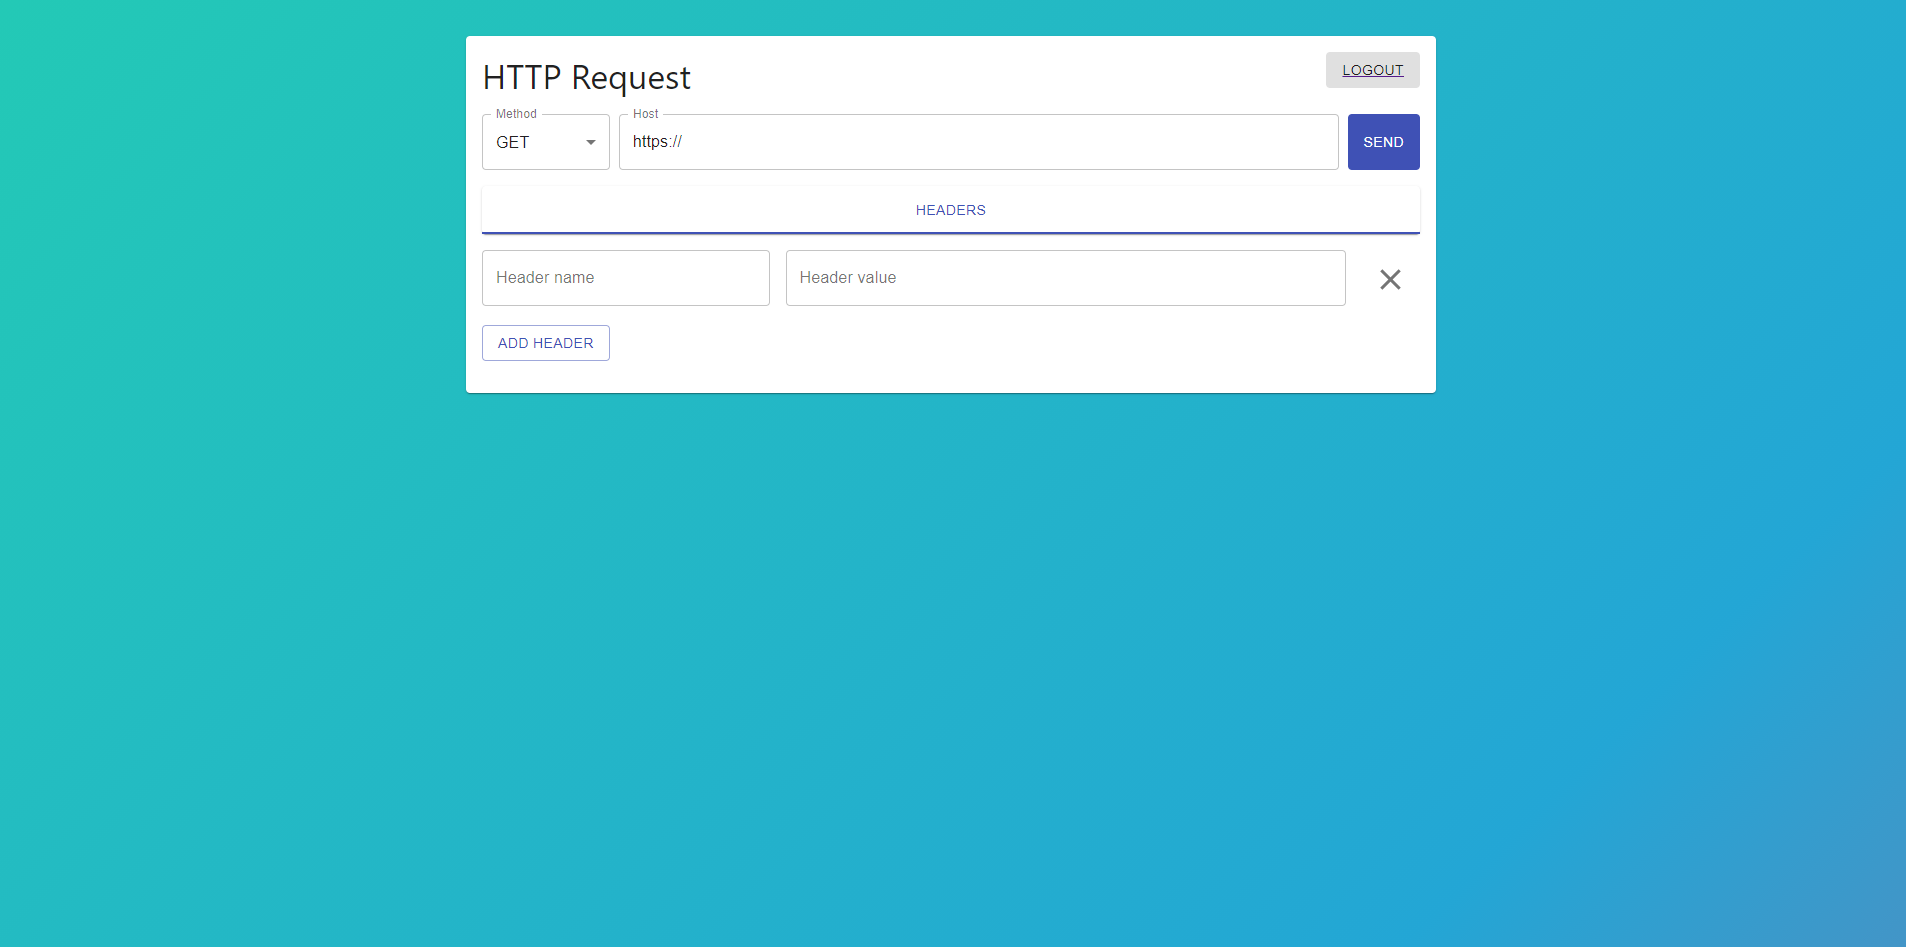 HTTP Request
LOGOUT
Method
GET
Host
https://
SEND
HEADERS
Header name
Header value
ADD HEADER